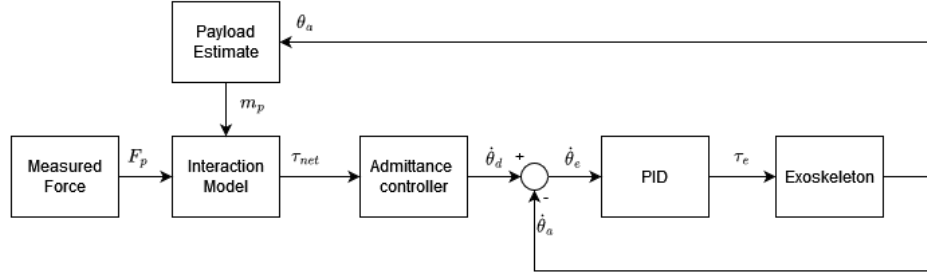 Payload
Estimate
θ_a
m_p
Measured
Force
F_p
Interaction
Model
τ_net
Admittance
controller
θ̇_d
+
-
θ̇_e
PID
τ_e
Exoskeleton
θ̇_a